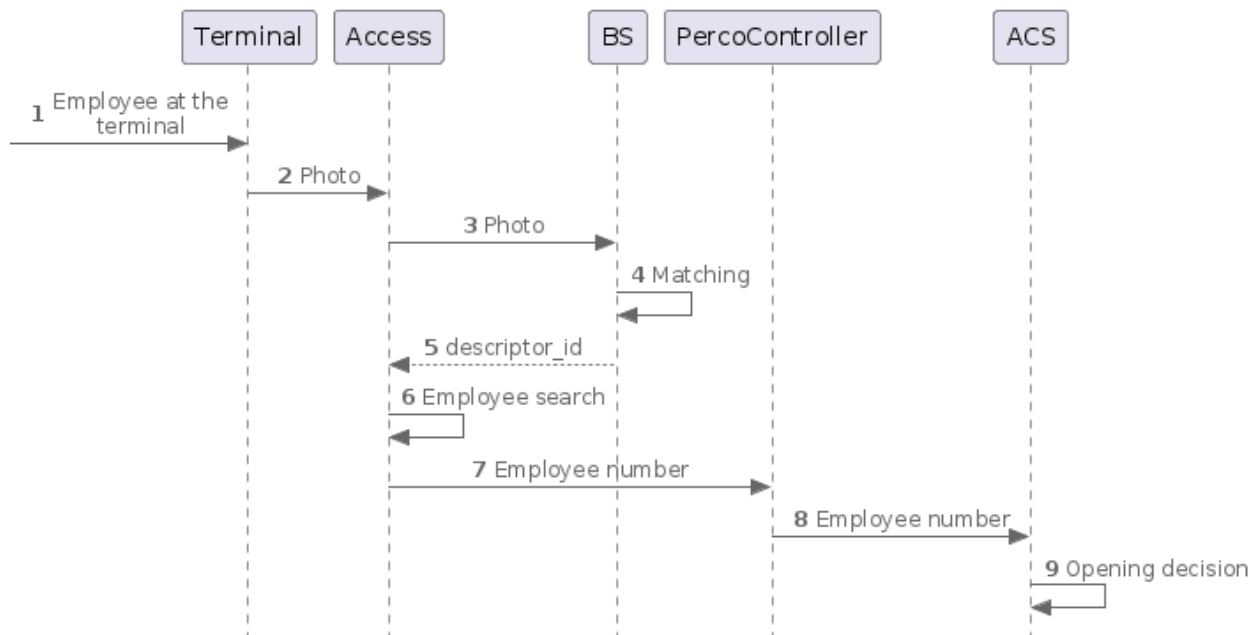 Terminal
Access
BS
PercoController
ACS
1 Employee at the
terminal
2 Photo
3 Photo
4 Matching
5 descriptor_id
6 Employee search
7 Employee number
8 Employee number
9 Opening decision